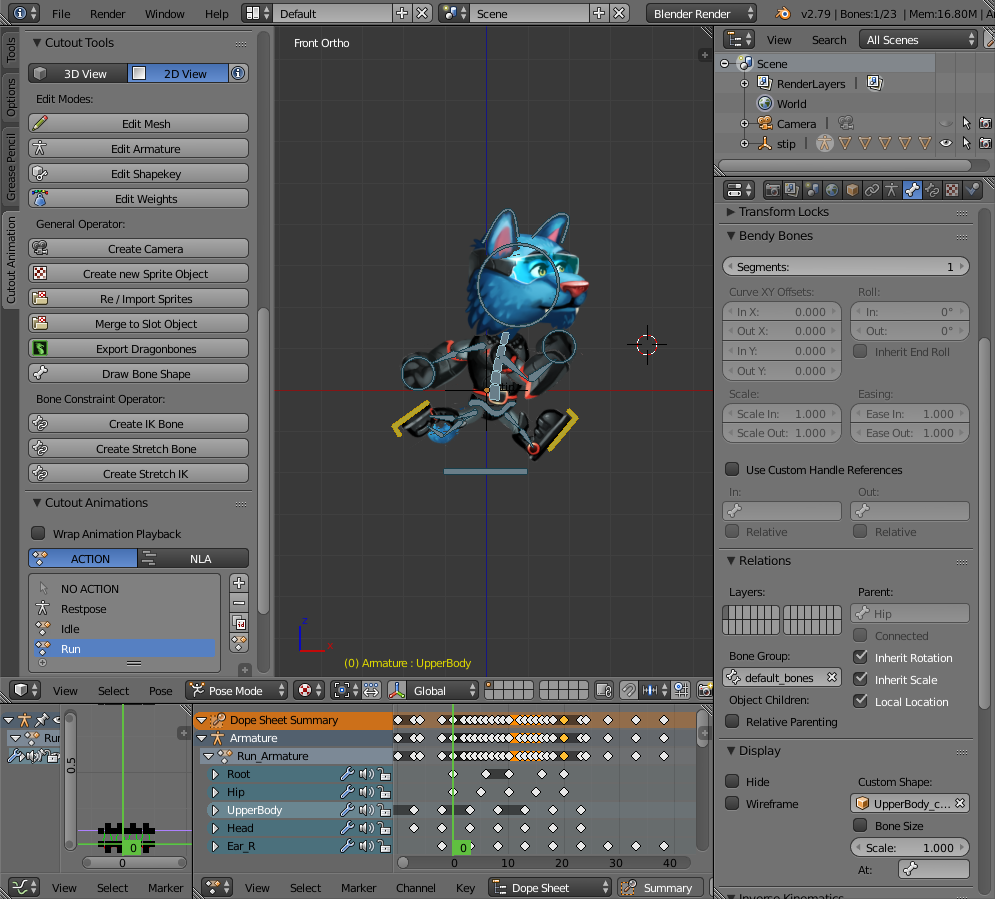 File Render Window Help Default Scene Blender Render v2.79 | Bones:1/23 | Mem:16.80M |
Tools
Options
Grease Pencil
Cutout Animation
Cutout Tools
3D View 2D View
Edit Modes:
Edit Mesh
Edit Armature
Edit Shapekey
Edit Weights
General Operator:
Create Camera
Create new Sprite Object
Re / Import Sprites
Merge to Slot Object
Export Dragonbones
Draw Bone Shape
Bone Constraint Operator:
Create IK Bone
Create Stretch Bone
Create Stretch IK
Cutout Animations
Wrap Animation Playback
ACTION NLA
NO ACTION
Restpose
Idle
Run
Front Ortho
z
x
(0) Armature : UpperBody
View Select Pose Pose Mode Global
View Search All Scenes
Scene
RenderLayers |
World
Camera |
stip |
Transform Locks
Bendy Bones
Segments: 1
Curve XY Offsets: Roll:
In X: 0.000 In: 0°
Out X: 0.000 Out: 0°
In Y: 0.000 Inherit End Roll
Out Y: 0.000
Scale: Easing:
Scale In: 1.000 Ease In: 1.000
Scale Out: 1.000 Ease Out: 1.000
Use Custom Handle References
In: Out:
Relative Relative
Relations
Layers: Parent:
Hip
Connected
Bone Group: Inherit Rotation
default_bones Inherit Scale
Object Children: Local Location
Relative Parenting
Display
Hide Custom Shape:
Wireframe UpperBody_c...
Bone Size
Scale: 1.000
At:
Inverse Kinematics
Ru
0.5
0
0
View Select Marker
Dope Sheet Summary
Armature
Run_Armature
Root
Hip
UpperBody
Head
Ear_R
0
0 10 20 30 40
View Select Marker Channel Key Dope Sheet Summary